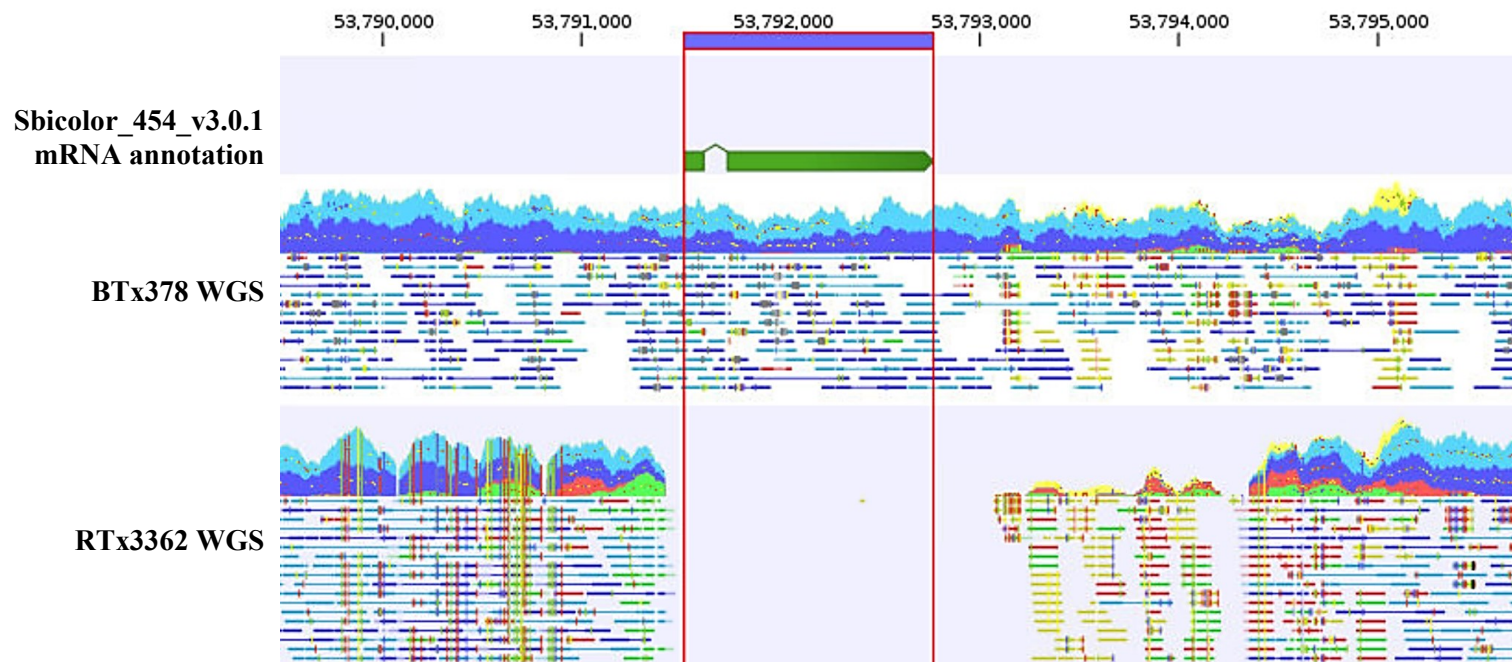 53,790,000 53,791,000 53,792,000 53,793,000 53,794,000 53,795,000
Sbicolor_454_v3.0.1
mRNA annotation
BTx378 WGS
RTx3362 WGS